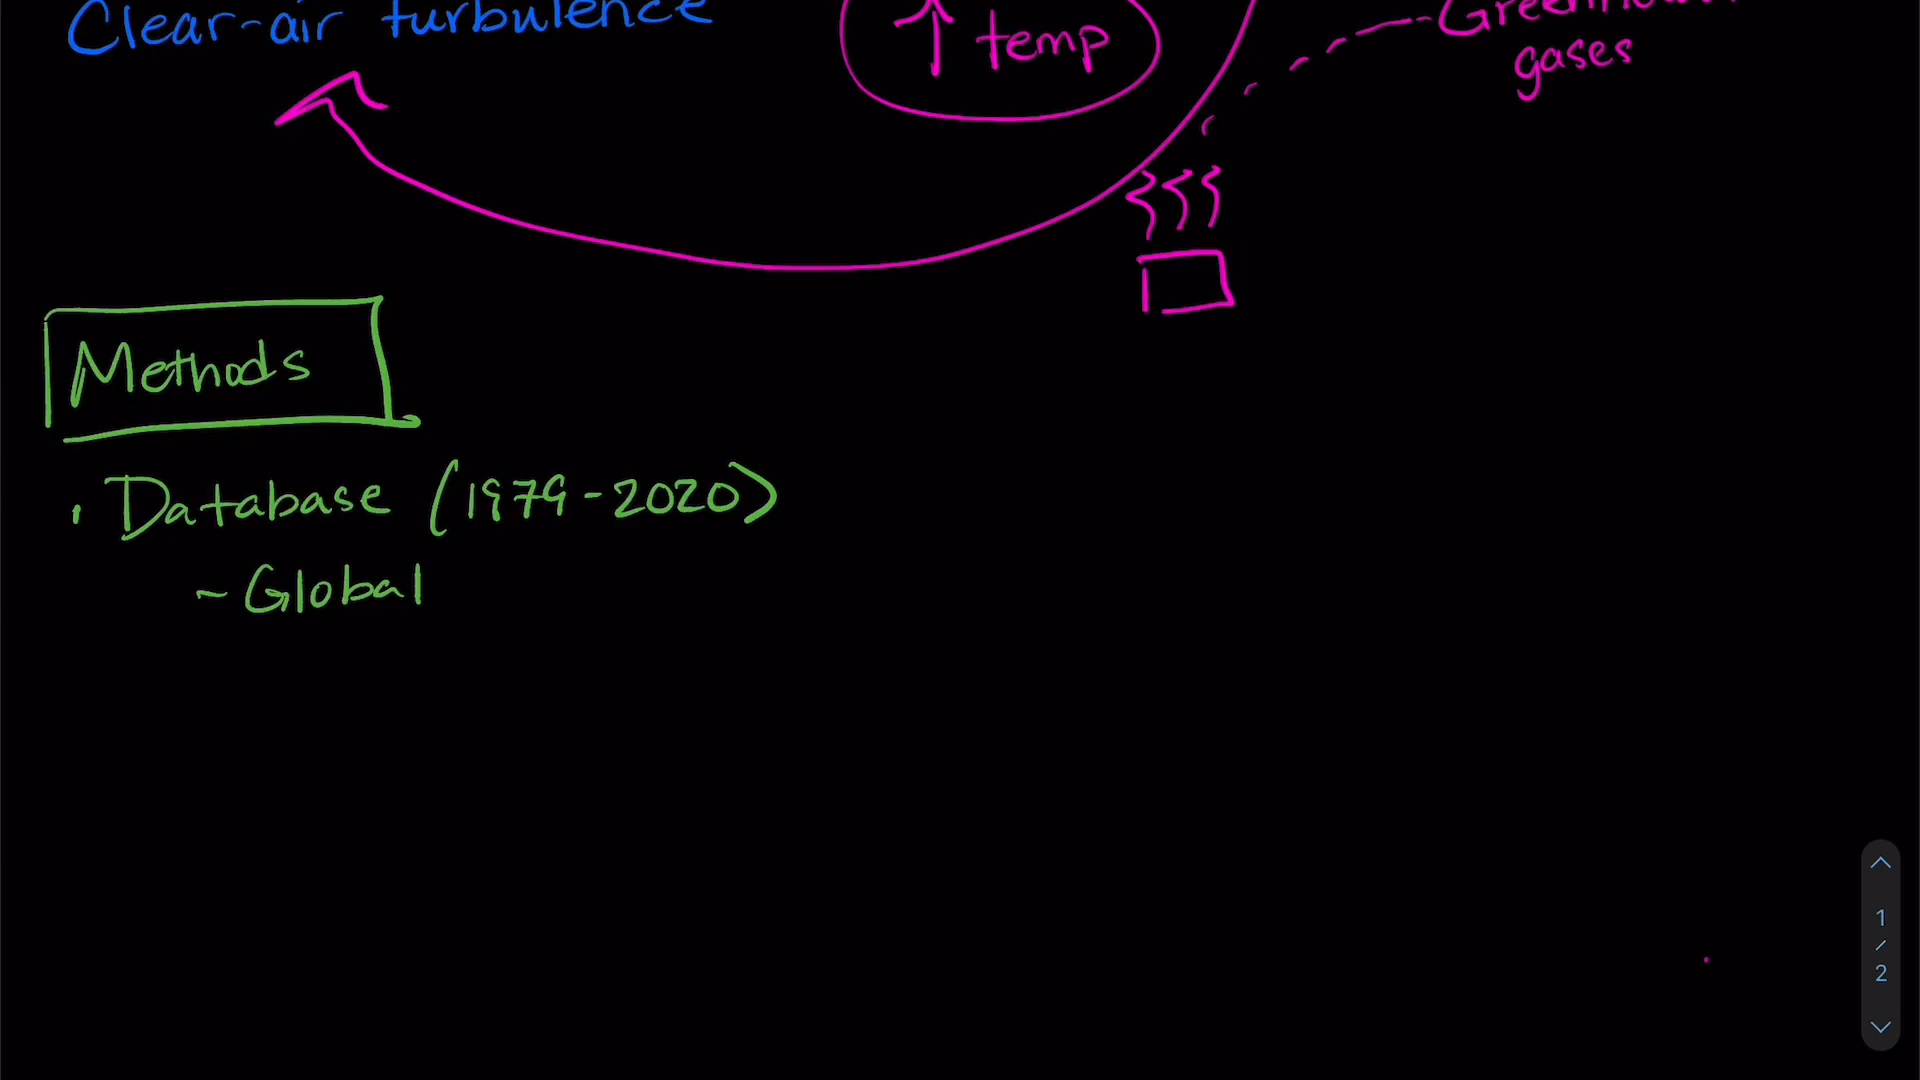 Clear-air turbulence
↑ temp
gases
Methods
· Database (1979-2020)
- Global
1
/
2